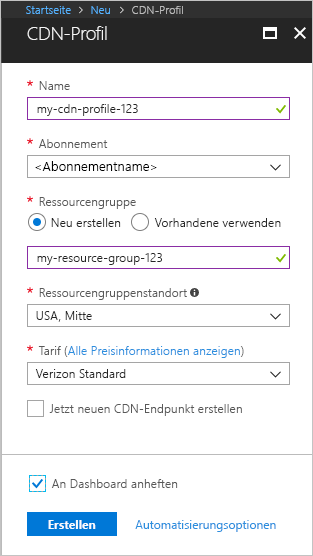 Startseite > Neu > CDN-Profil
CDN-Profil
* Name
my-cdn-profile-123
* Abonnement
<Abonnementname>
* Ressourcengruppe
Neu erstellen Vorhandene verwenden
my-resource-group-123
* Ressourcengruppenstandort
USA, Mitte
* Tarif (Alle Preisinformationen anzeigen)
Verizon Standard
Jetzt neuen CDN-Endpunkt erstellen
An Dashboard anheften
Erstellen Automatisierungsoptionen